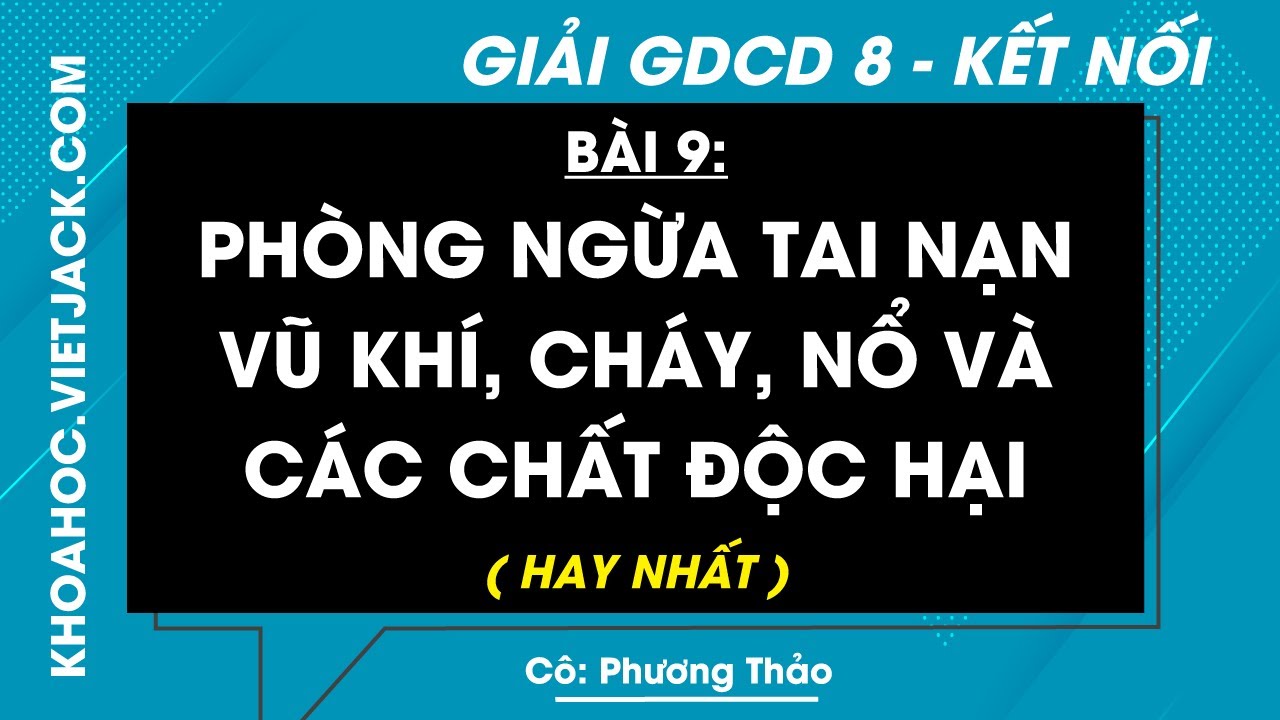 GIẢI GDCD 8 - KẾT NỐI
KHOAHOC.VIETJACK.COM
BÀI 9:
PHÒNG NGỪA TAI NẠN
VŨ KHÍ, CHÁY, NỔ VÀ
CÁC CHẤT ĐỘC HẠI
( HAY NHẤT )
Cô: Phương Thảo